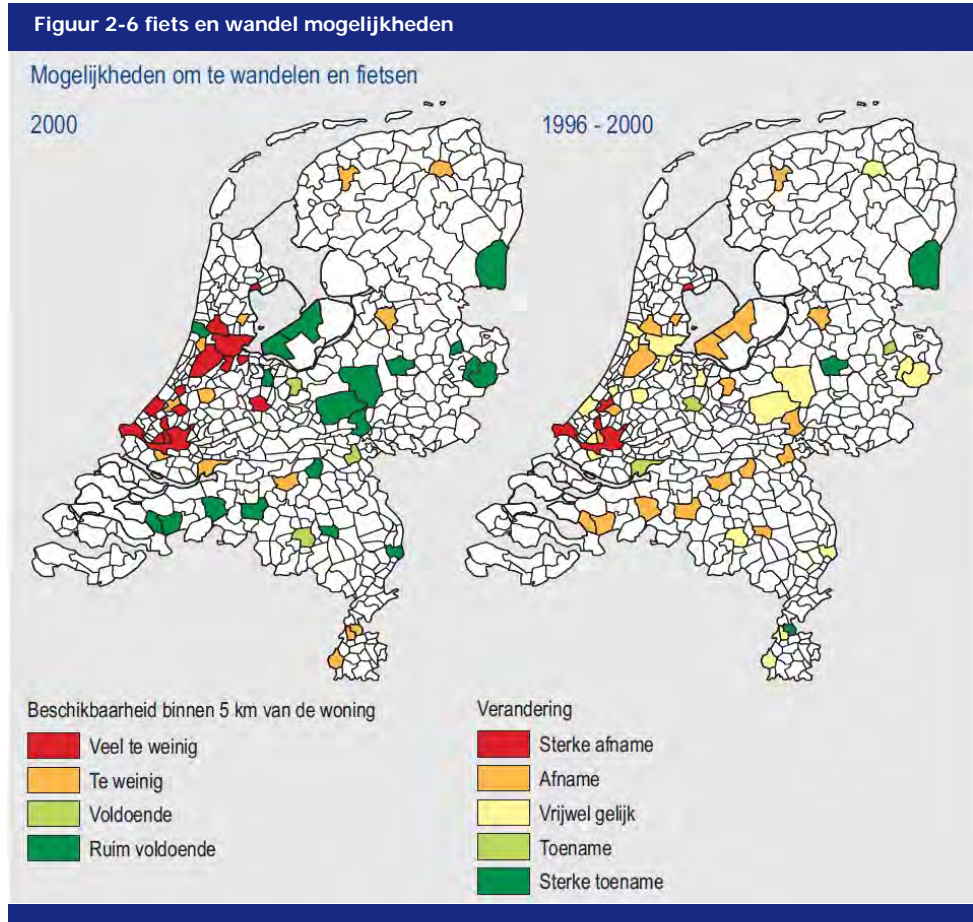 Figuur 2-6 fiets en wandel mogelijkheden
Mogelijkheden om te wandelen en fietsen
2000
1996 - 2000
Beschikbaarheid binnen 5 km van de woning
Veel te weinig
Te weinig
Voldoende
Ruim voldoende
Verandering
Sterke afname
Afname
Vrijwel gelijk
Toename
Sterke toename